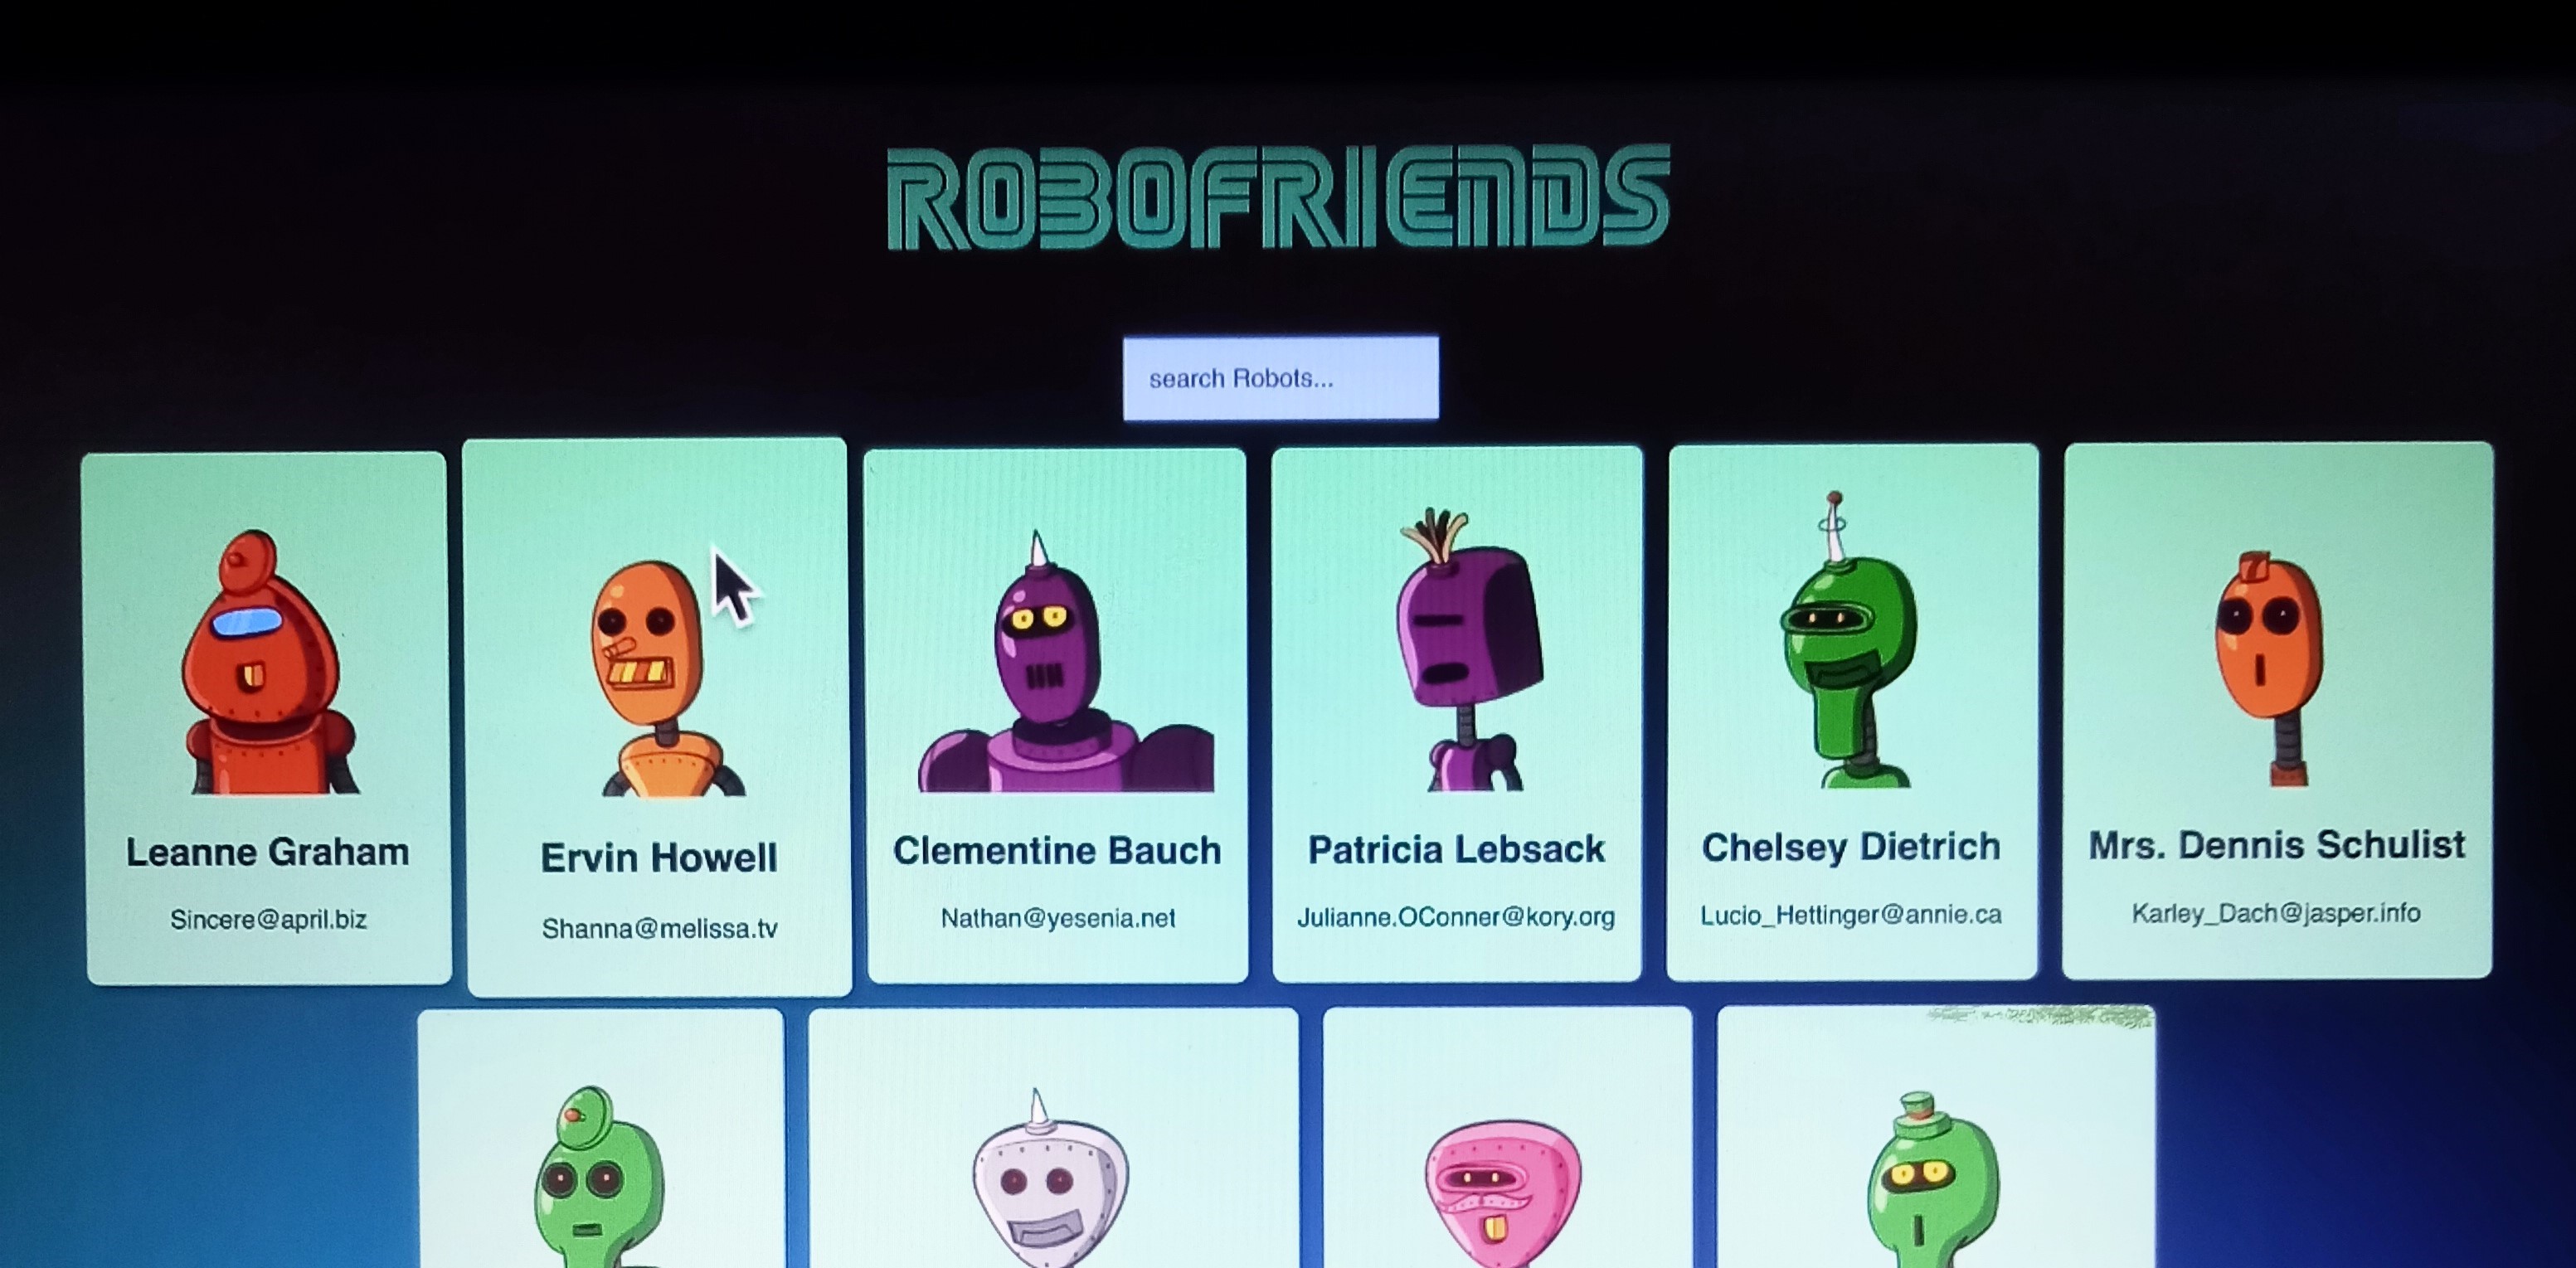 ROBOFRIENDS
search Robots...
Leanne Graham
Sincere@april.biz
Ervin Howell
Shanna@melissa.tv
Clementine Bauch
Nathan@yesenia.net
Patricia Lebsack
Julianne.OConner@kory.org
Chelsey Dietrich
Lucio_Hettinger@annie.ca
Mrs. Dennis Schulist
Karley_Dach@jasper.info